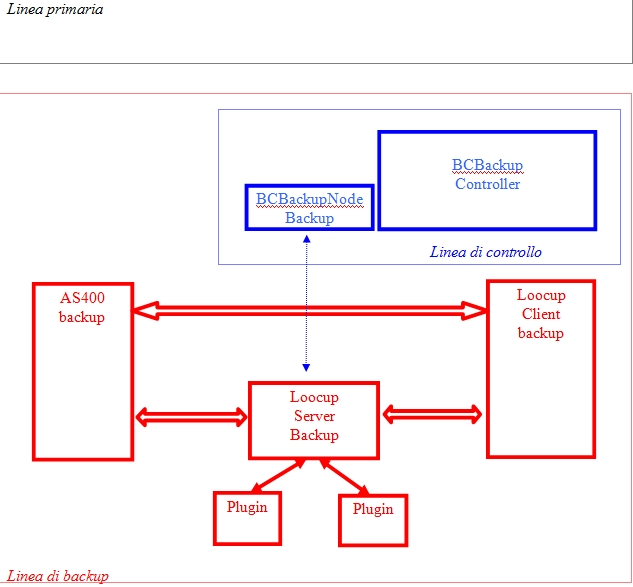 Linea primaria
BCBackup
Controller
BCBackupNode
Backup
Linea di controllo
AS400
backup
Loocup
Client
backup
Loocup
Server
Backup
Plugin
Plugin
Linea di backup